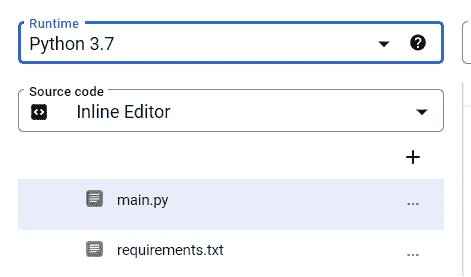 Runtime
Python 3.7
Source code
Inline Editor
main.py
...
requirements.txt
...